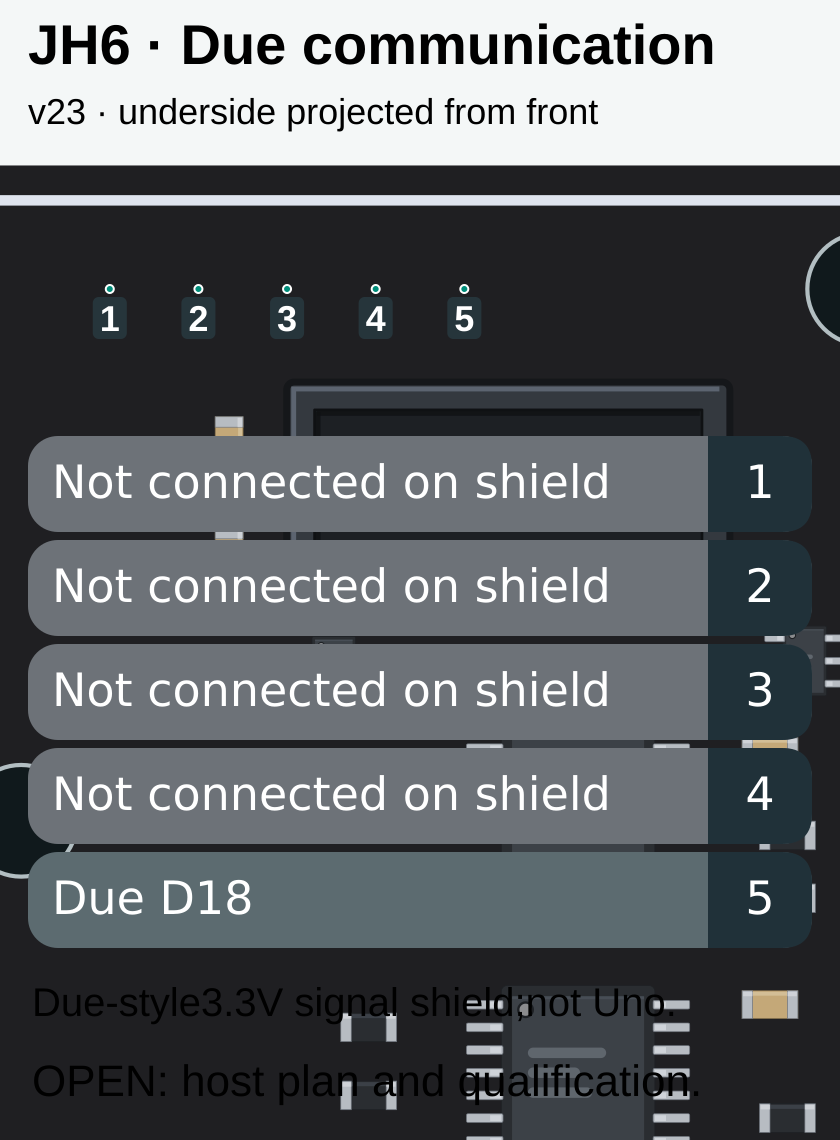 JH6 · Due communication
v23 · underside projected from front
1 2 3 4 5
Not connected on shield 1
Not connected on shield 2
Not connected on shield 3
Not connected on shield 4
Due D18 5
Due-style3.3V signal shield;not Uno.
OPEN: host plan and qualification.